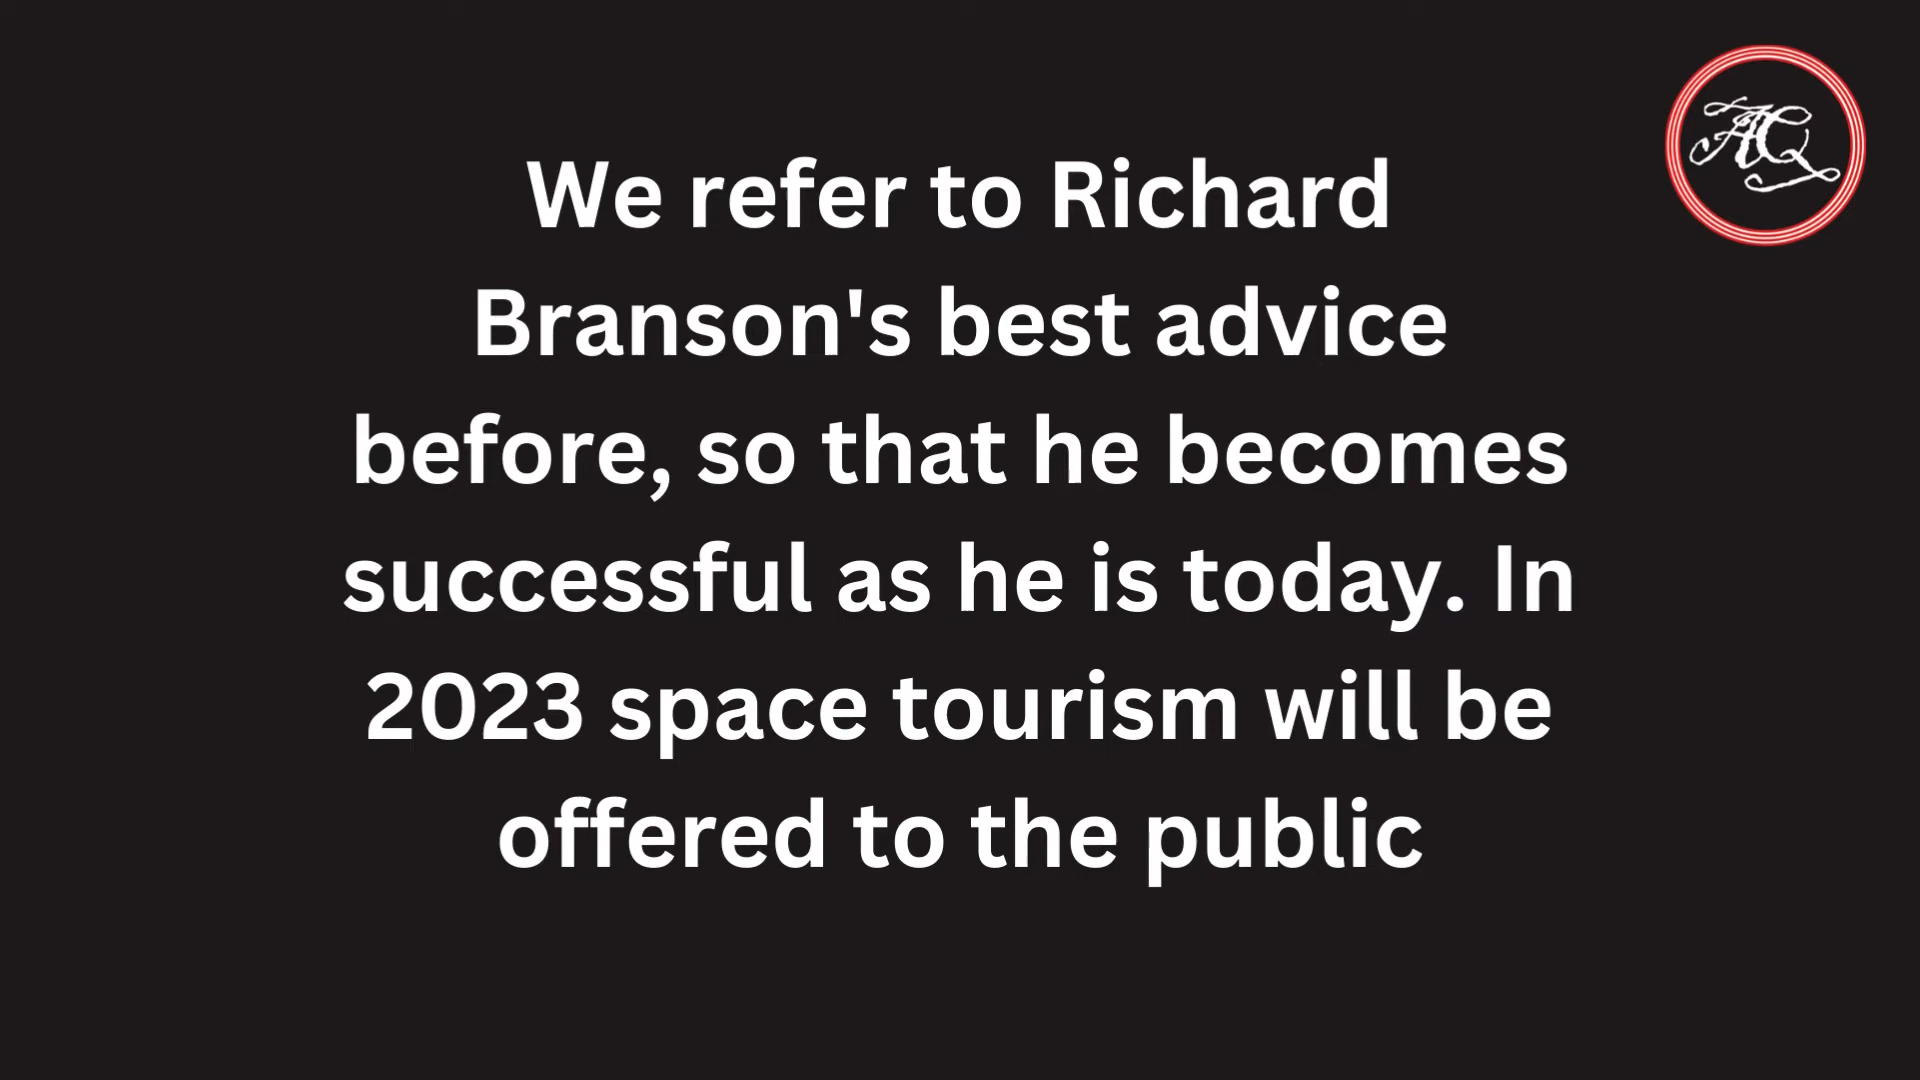 AQ
We refer to Richard
Branson's best advice
before, so that he becomes
successful as he is today. In
2023 space tourism will be
offered to the public